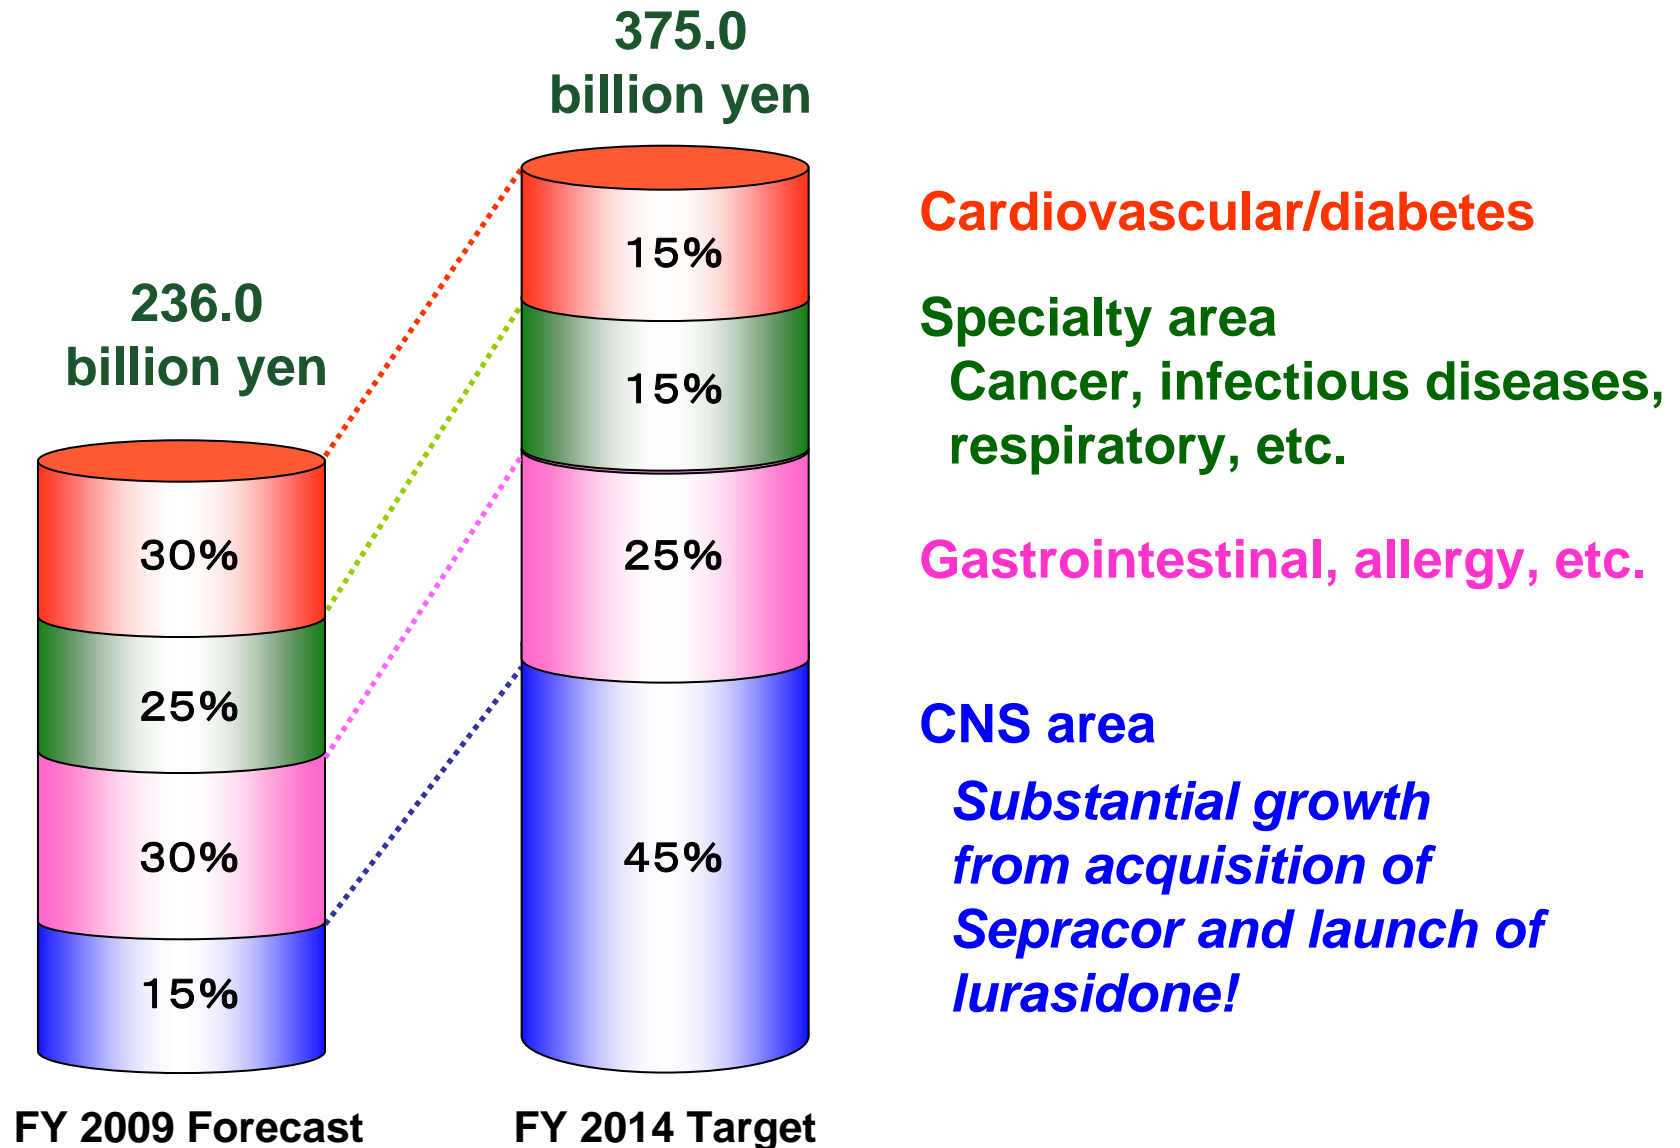 375.0
billion yen
236.0
billion yen
30%
25%
30%
15%
FY 2009 Forecast
15%
15%
25%
45%
FY 2014 Target
Cardiovascular/diabetes
Specialty area
Cancer, infectious diseases,
respiratory, etc.
Gastrointestinal, allergy, etc.
CNS area
Substantial growth
from acquisition of
Sepracor and launch of
lurasidone!